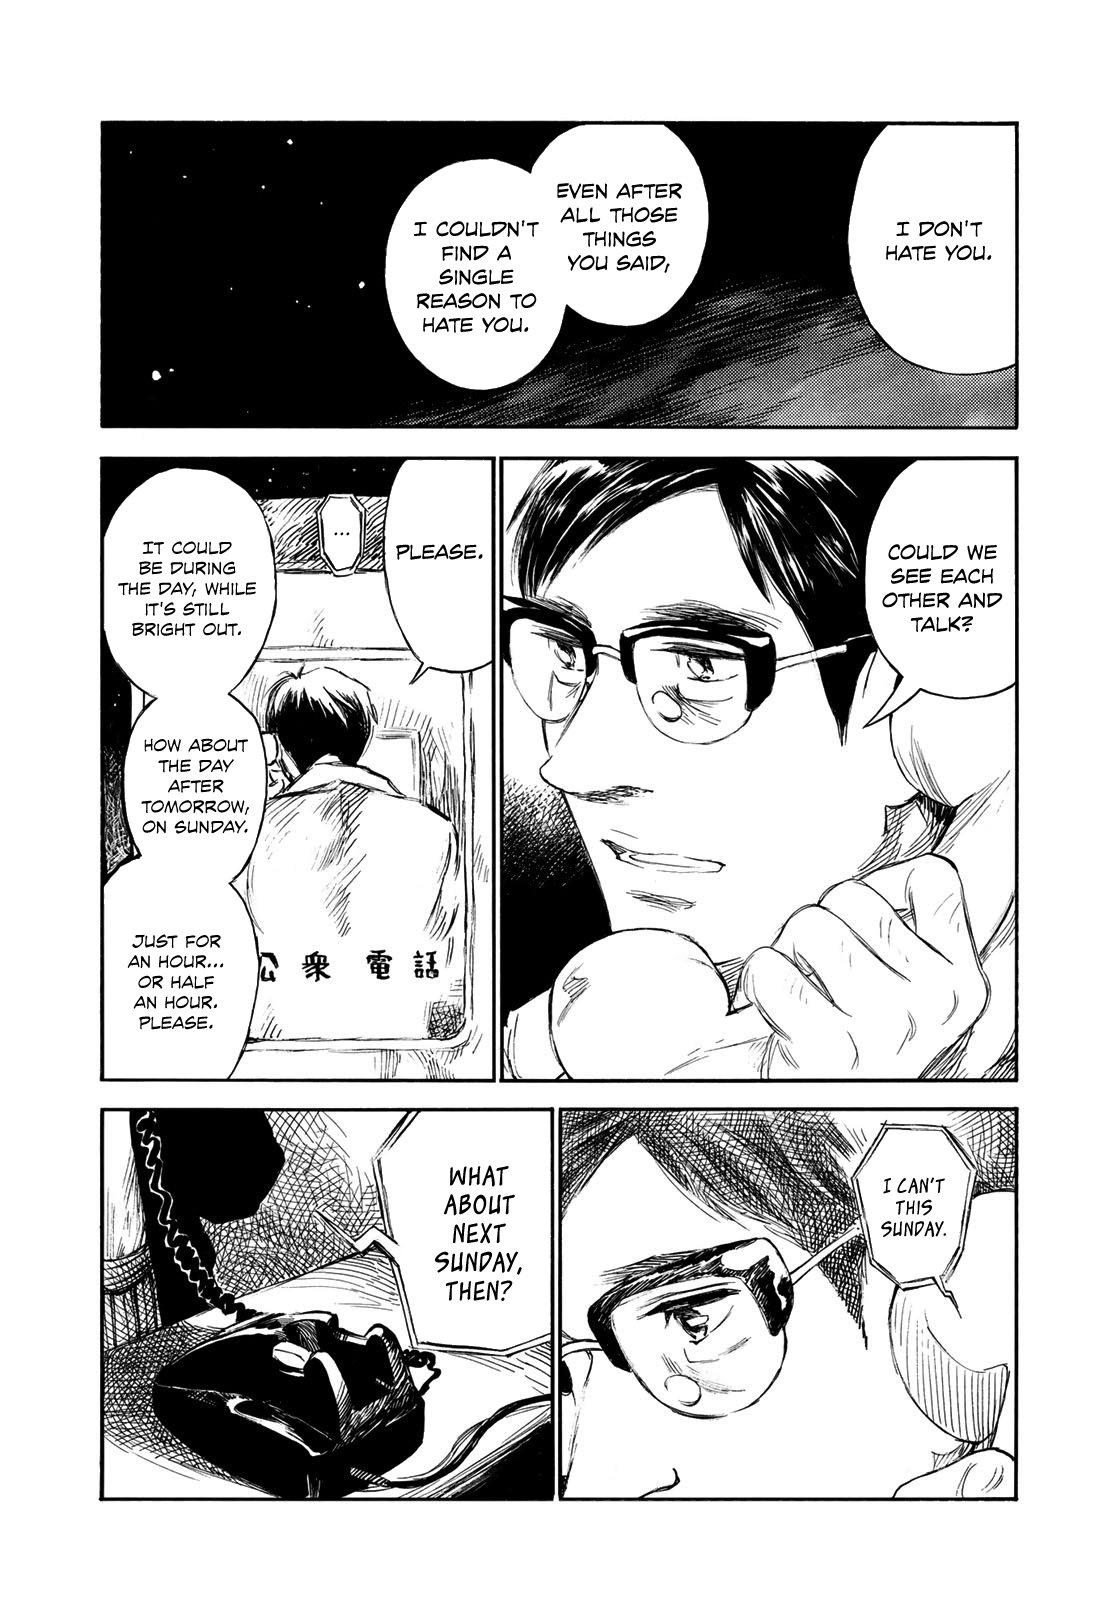 I DON'T
HATE YOU.
EVEN AFTER
ALL THOSE
THINGS
YOU SAID,
I COULDN'T
FIND A
SINGLE
REASON TO
HATE YOU.
COULD WE
SEE EACH
OTHER AND
TALK?
PLEASE.
...
IT COULD
BE DURING
THE DAY, WHILE
IT'S STILL
BRIGHT OUT.
HOW ABOUT
THE DAY
AFTER
TOMORROW,
ON SUNDAY.
JUST FOR
AN HOUR...
OR HALF
AN HOUR.
PLEASE.
公衆電話
I CAN'T
THIS
SUNDAY.
WHAT
ABOUT
NEXT
SUNDAY,
THEN?